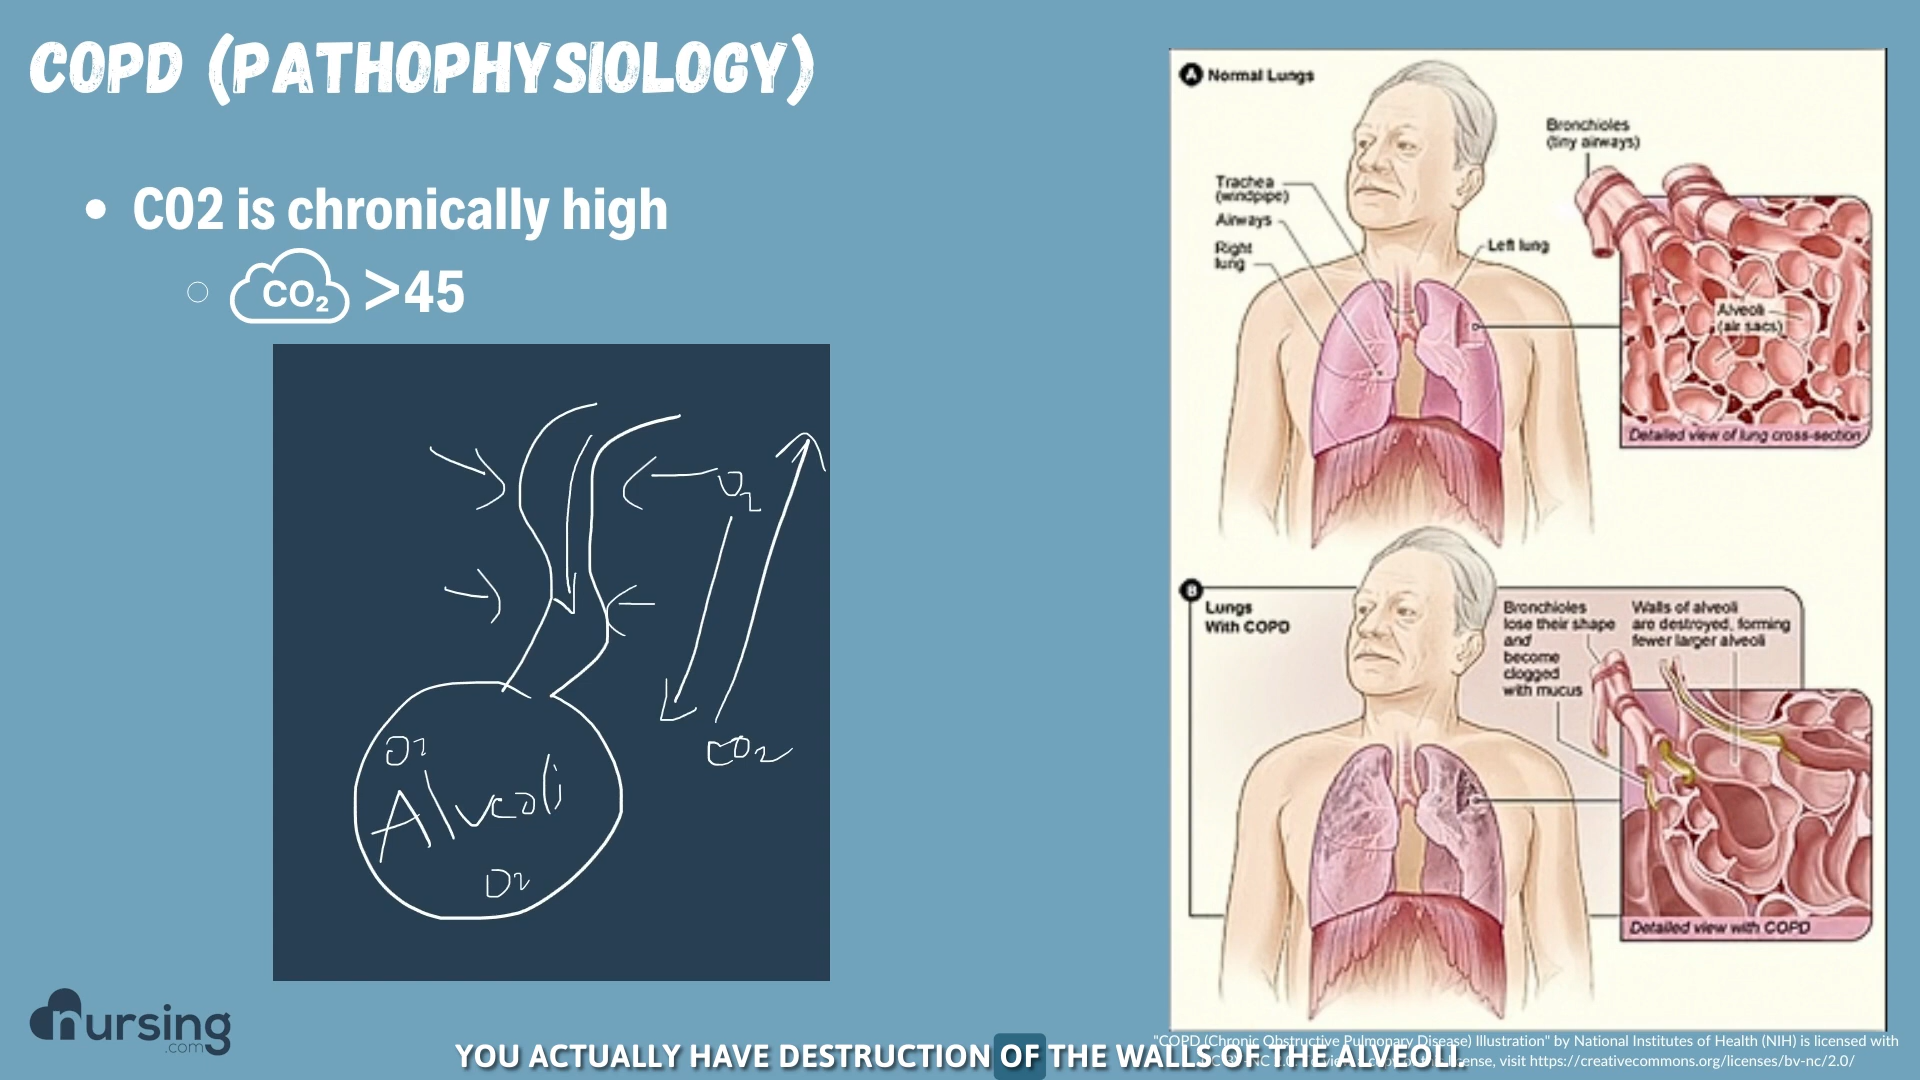 COPD (PATHOPHYSIOLOGY)
CO2 is chronically high
CO2 >45
O2
CO2
O2
Alveoli
O2
A Normal Lungs
Bronchioles
(tiny airways)
Trachea
(windpipe)
Airways
Right
lung
Left lung
Alveoli
(air sacs)
Detailed view of lung cross-section
B
Lungs
With COPD
Bronchioles
lose their shape
and
become
clogged
with mucus
Walls of alveoli
are destroyed, forming
fewer larger alveoli
Detailed view with COPD
nursing
.com
YOU ACTUALLY HAVE DESTRUCTION OF THE WALLS OF THE ALVEOLI.
"COPD (Chronic Obstructive Pulmonary Disease) Illustration" by National Institutes of Health (NIH) is licensed with
visit https://creativecommons.org/licenses/bv-nc/2.0/